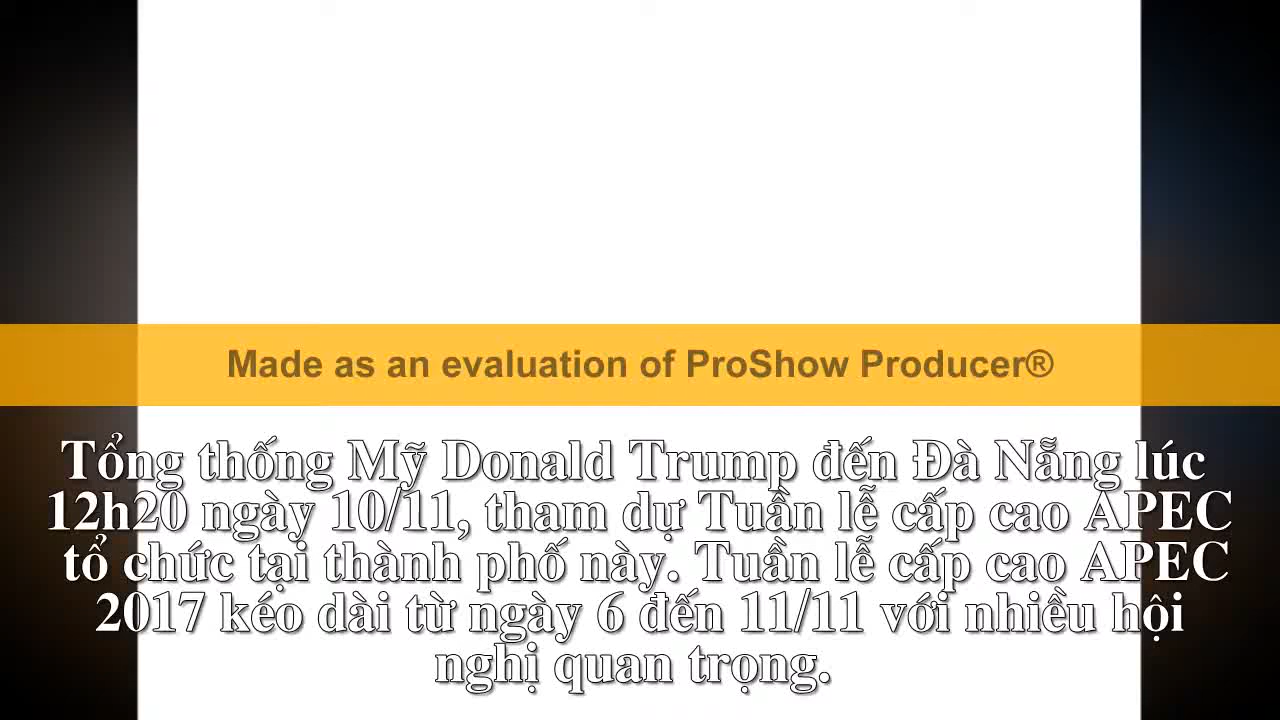 Made as an evaluation of ProShow Producer®
Tổng thống Mỹ Donald Trump đến Đà Nẵng lúc
12h20 ngày 10/11, tham dự Tuần lễ cấp cao APEC
tổ chức tại thành phố này. Tuần lễ cấp cao APEC
2017 kéo dài từ ngày 6 đến 11/11 với nhiều hội
nghị quan trọng.